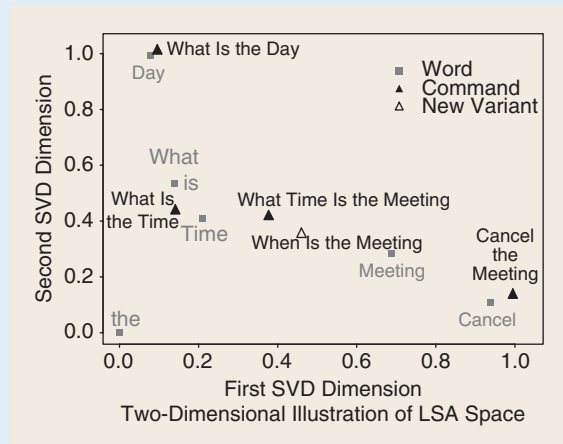 1.0
0.8
0.6
0.4
0.2
0.0
Second SVD Dimension
What Is the Day
Day
Word
Command
New Variant
What
is
What Is
the Time
Time
What Time Is the Meeting
When Is the Meeting
Meeting
Cancel
the
Meeting
Cancel
the
0.0 0.2 0.4 0.6 0.8 1.0
First SVD Dimension
Two-Dimensional Illustration of LSA Space